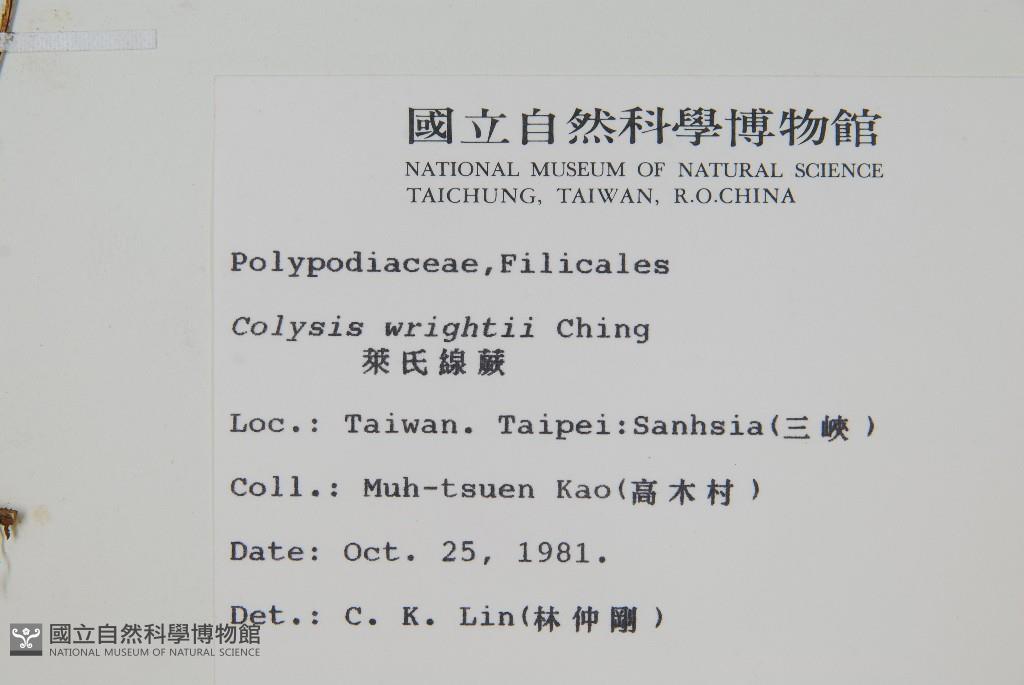 國立自然科學博物館
NATIONAL MUSEUM OF NATURAL SCIENCE
TAICHUNG, TAIWAN, R.O.CHINA
Polypodiaceae,Filicales
Colysis wrightii Ching
萊氏線蕨
Loc.: Taiwan. Taipei:Sanhsia(三峽)
Coll.: Muh-tsuen Kao(高木村)
Date: Oct. 25, 1981.
Det.: C. K. Lin(林仲剛)
國立自然科學博物館
NATIONAL MUSEUM OF NATURAL SCIENCE